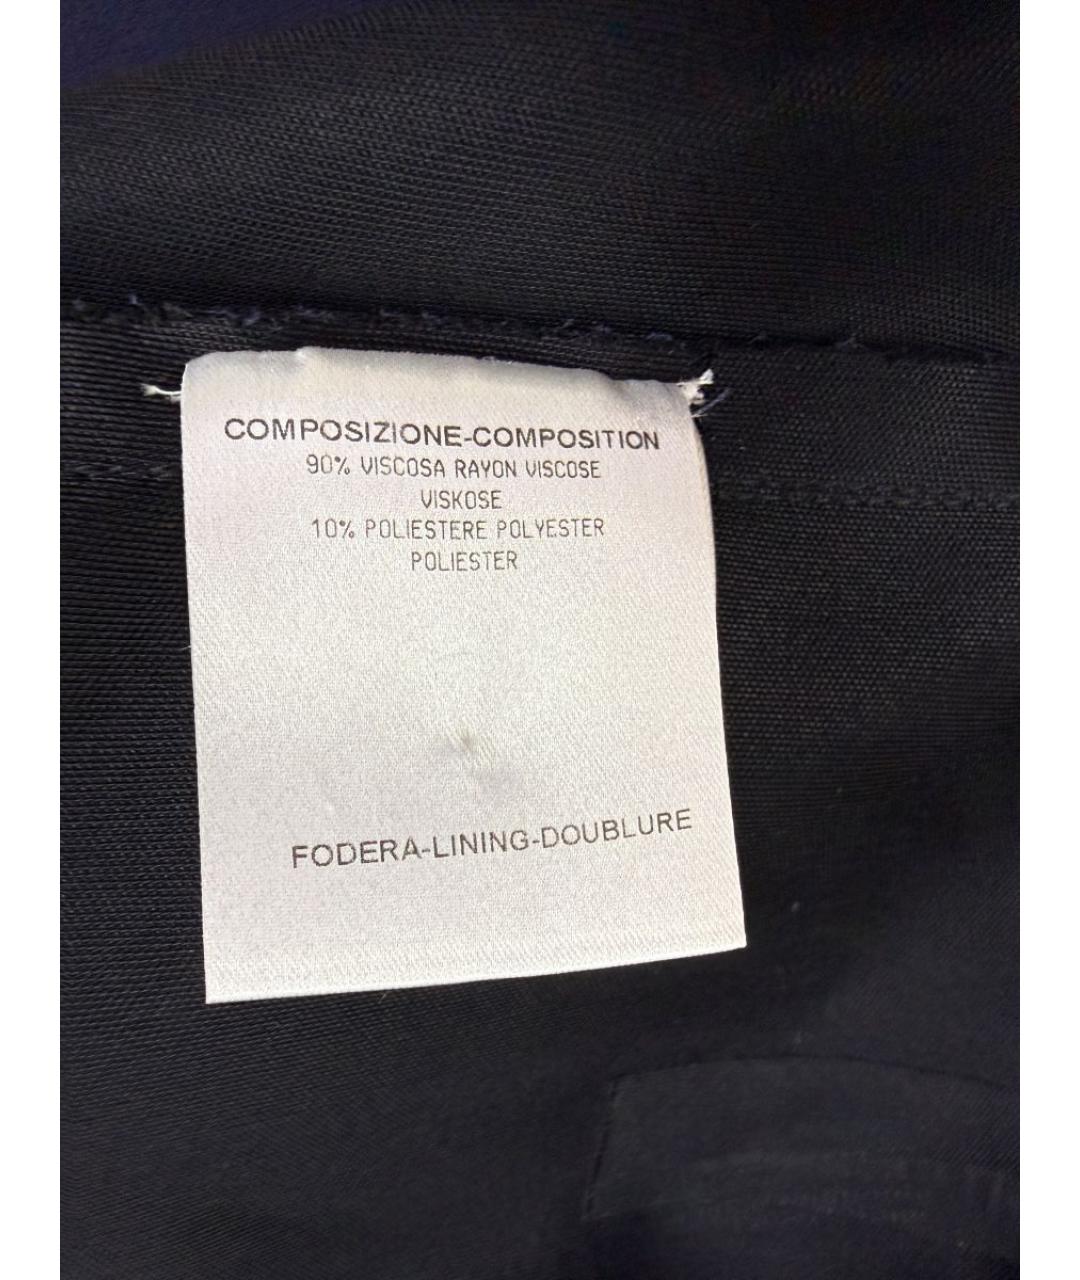 COMPOSIZIONE-COMPOSITION
90% VISCOSA RAYON VISCOSE
VISKOSE
10% POLIESTERE POLYESTER
POLIESTER
FODERA-LINING-DOUBLURE